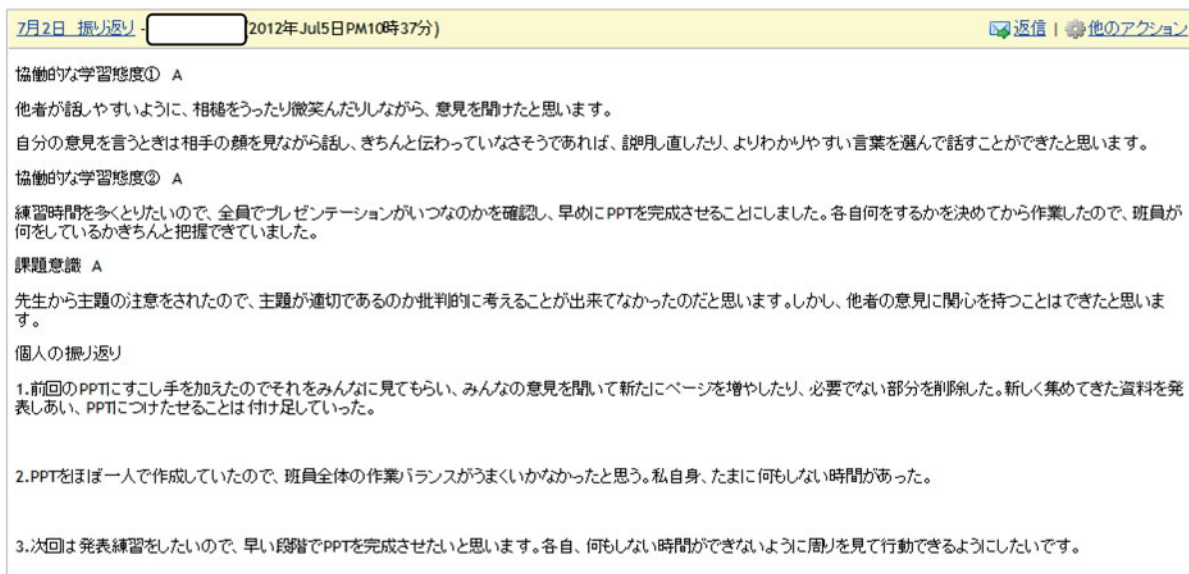 7月2日 振り返り - 2012年Jul5日PM10時37分)
返信 | 他のアクション
協働的な学習態度① A
他者が話しやすいように、相槌をうったり微笑んだりしながら、意見を聞けたと思います。
自分の意見を言うときは相手の顔を見ながら話し、きちんと伝わっていなさそうであれば、説明し直したり、よりわかりやすい言葉を選んで話すことができたと思います。
協働的な学習態度② A
練習時間を多くとりたいので、全員でプレゼンテーションがいつなのかを確認し、早めにPPTを完成させることにしました。各自何をするかを決めてから作業したので、班員が
何をしているかきちんと把握できていました。
課題意識 A
先生から主題の注意をされたので、主題が適切であるのか批判的に考えることが出来てなかったのだと思います。しかし、他者の意見に関心を持つことはできたと思いま
す。
個人の振り返り
1.前回のPPTにすこし手を加えたのでそれをみんなに見てもらい、みんなの意見を聞いて新たにページを増やしたり、必要でない部分を削除した。新しく集めてきた資料を発
表しあい、PPTにつけたせることは付け足していった。
2.PPTをほぼ一人で作成していたので、班員全体の作業バランスがうまくいかなかったと思う。私自身、たまに何もしない時間があった。
3.次回は発表練習をしたいので、早い段階でPPTを完成させたいと思います。各自、何もしない時間ができないように周りを見て行動できるようにしたいです。